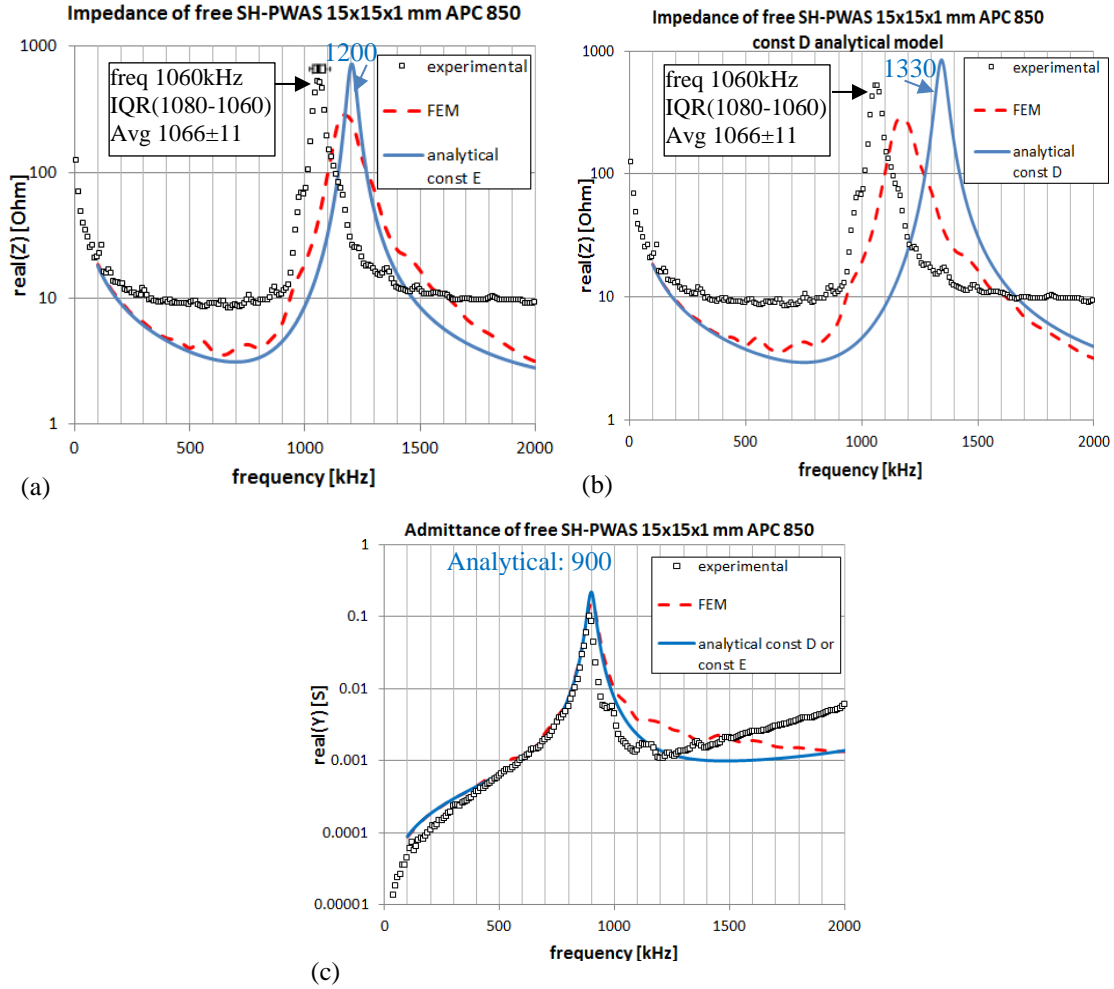 Impedance of free SH-PWAS 15x15x1 mm APC 850
1000
100
10
1
real(Z) [Ohm]
freq 1060kHz
IQR(1080-1060)
Avg 1066±11
1200
experimental
FEM
analytical
const E
0
500
1000
1500
2000
frequency [kHz]
(a)
Impedance of free SH-PWAS 15x15x1 mm APC 850
const D analytical model
1000
100
10
1
real(Z) [Ohm]
freq 1060kHz
IQR(1080-1060)
Avg 1066±11
1330
experimental
FEM
analytical
const D
0
500
1000
1500
2000
frequency [kHz]
(b)
Admittance of free SH-PWAS 15x15x1 mm APC 850
1
0.1
0.01
0.001
0.0001
0.00001
real(Y) [S]
Analytical: 900
experimental
FEM
analytical const D or
const E
0
500
1000
1500
2000
frequency [kHz]
(c)